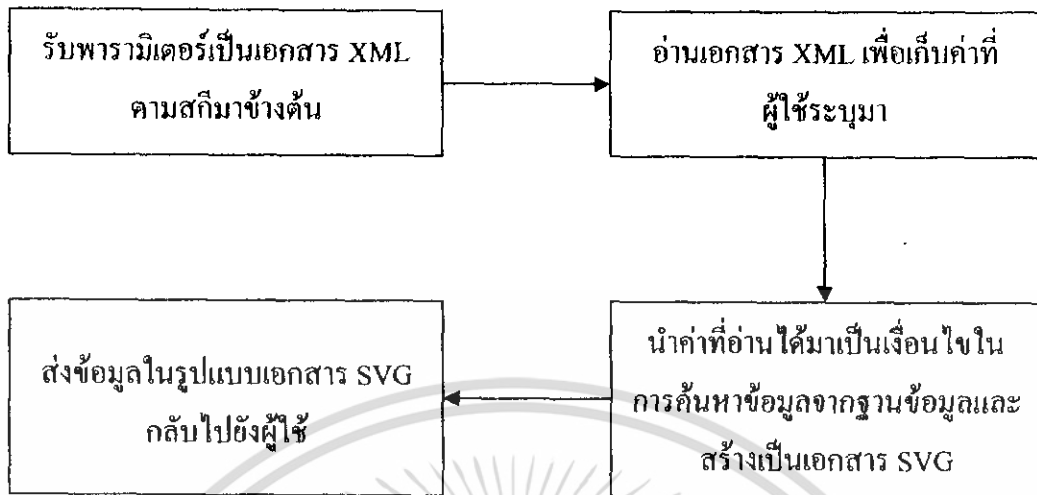 รับพารามิเตอร์เป็นเอกสาร XML
ตามสกีมาข้างต้น
อ่านเอกสาร XML เพื่อเก็บค่าที่
ผู้ใช้ระบุมา
นำค่าที่อ่านได้มาเป็นเงื่อนไขใน
การค้นหาข้อมูลจากฐานข้อมูลและ
สร้างเป็นเอกสาร SVG
ส่งข้อมูลในรูปแบบเอกสาร SVG
กลับไปยังผู้ใช้